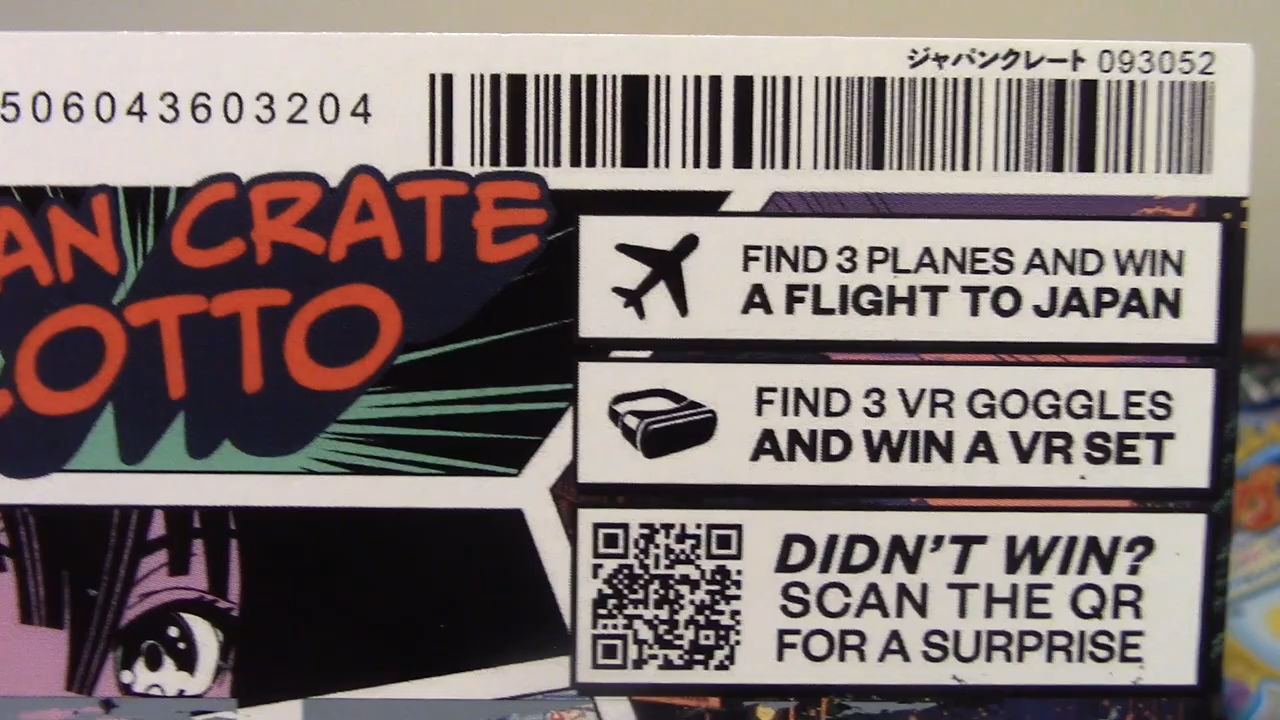 ジャパンクレート 093052
506043603204
AN CRATE
LOTTO
FIND 3 PLANES AND WIN
A FLIGHT TO JAPAN
FIND 3 VR GOGGLES
AND WIN A VR SET
DIDN'T WIN?
SCAN THE QR
FOR A SURPRISE